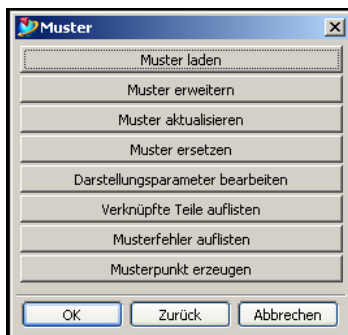 Muster
Muster laden
Muster erweitern
Muster aktualisieren
Muster ersetzen
Darstellungsparameter bearbeiten
Verknüpfte Teile auflisten
Musterfehler auflisten
Musterpunkt erzeugen
OK Zurück Abbrechen